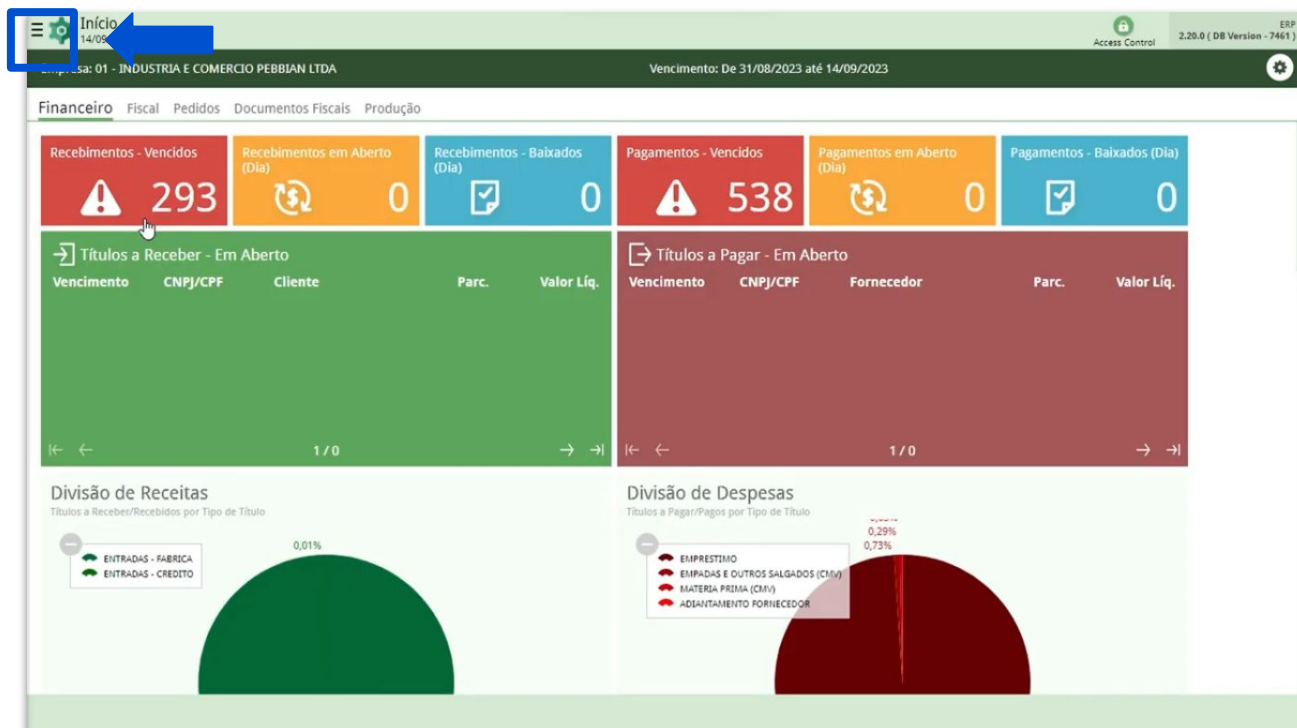 Início
14/09
ERP
Access Control
2.20.0 ( DB Version - 7461 )
Empresa: 01 - INDUSTRIA E COMERCIO PEBBIAN LTDA
Vencimento: De 31/08/2023 até 14/09/2023
Financeiro Fiscal Pedidos Documentos Fiscais Produção
Recebimentos - Vencidos
293
Recebimentos em Aberto
(Dia)
0
Recebimentos - Baixados
(Dia)
0
Pagamentos - Vencidos
538
Pagamentos em Aberto
(Dia)
0
Pagamentos - Baixados (Dia)
0
Títulos a Receber - Em Aberto
Vencimento CNPJ/CPF Cliente Parc. Valor Líq.
1 / 0
Títulos a Pagar - Em Aberto
Vencimento CNPJ/CPF Fornecedor Parc. Valor Líq.
1 / 0
Divisão de Receitas
Títulos a Receber/Recebidos por Tipo de Título
ENTRADAS - FABRICA
ENTRADAS - CREDITO
0,01%
Divisão de Despesas
Títulos a Pagar/Pagos por Tipo de Título
0,29%
0,73%
EMPRESTIMO
EMPADAS E OUTROS SALGADOS (CMV)
MATERIA PRIMA (CMV)
ADIANTAMENTO FORNECEDOR